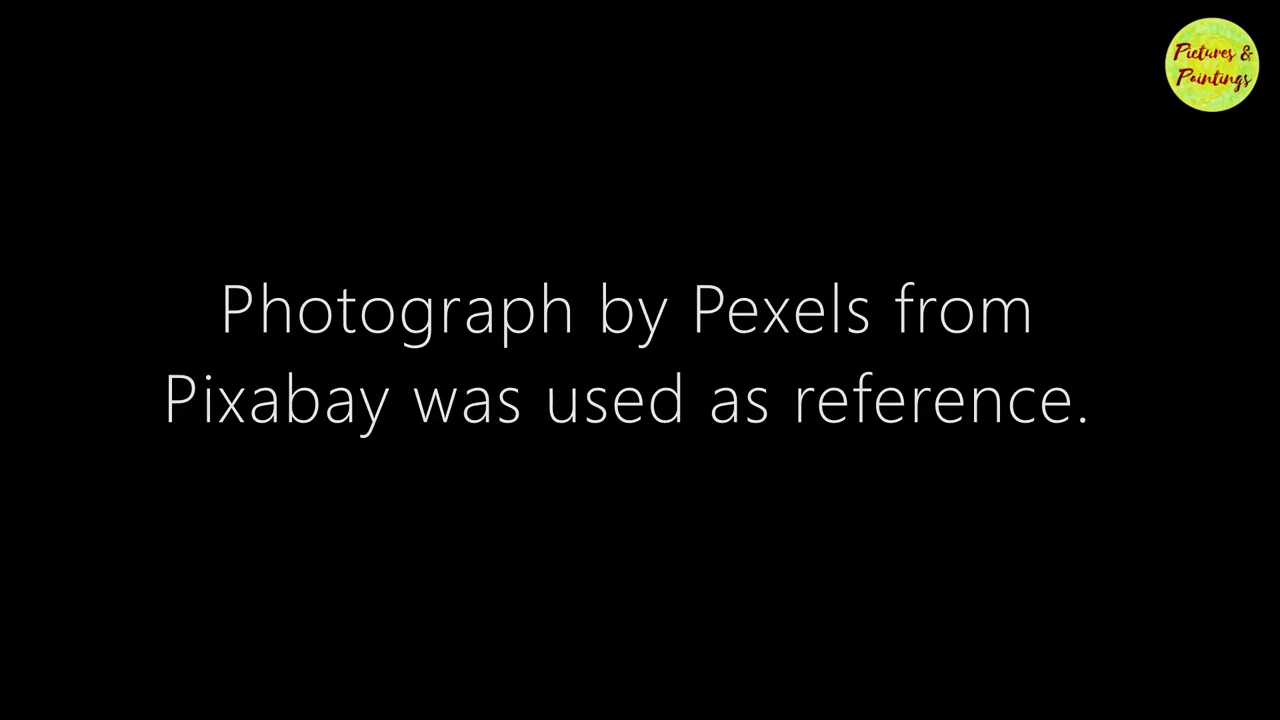 Pictures &
Paintings
Photograph by Pexels from
Pixabay was used as reference.